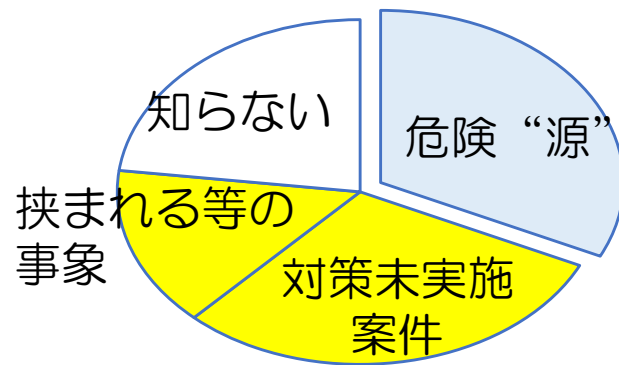 知らない
危険“源”
挟まれる等の
事象
対策未実施
案件